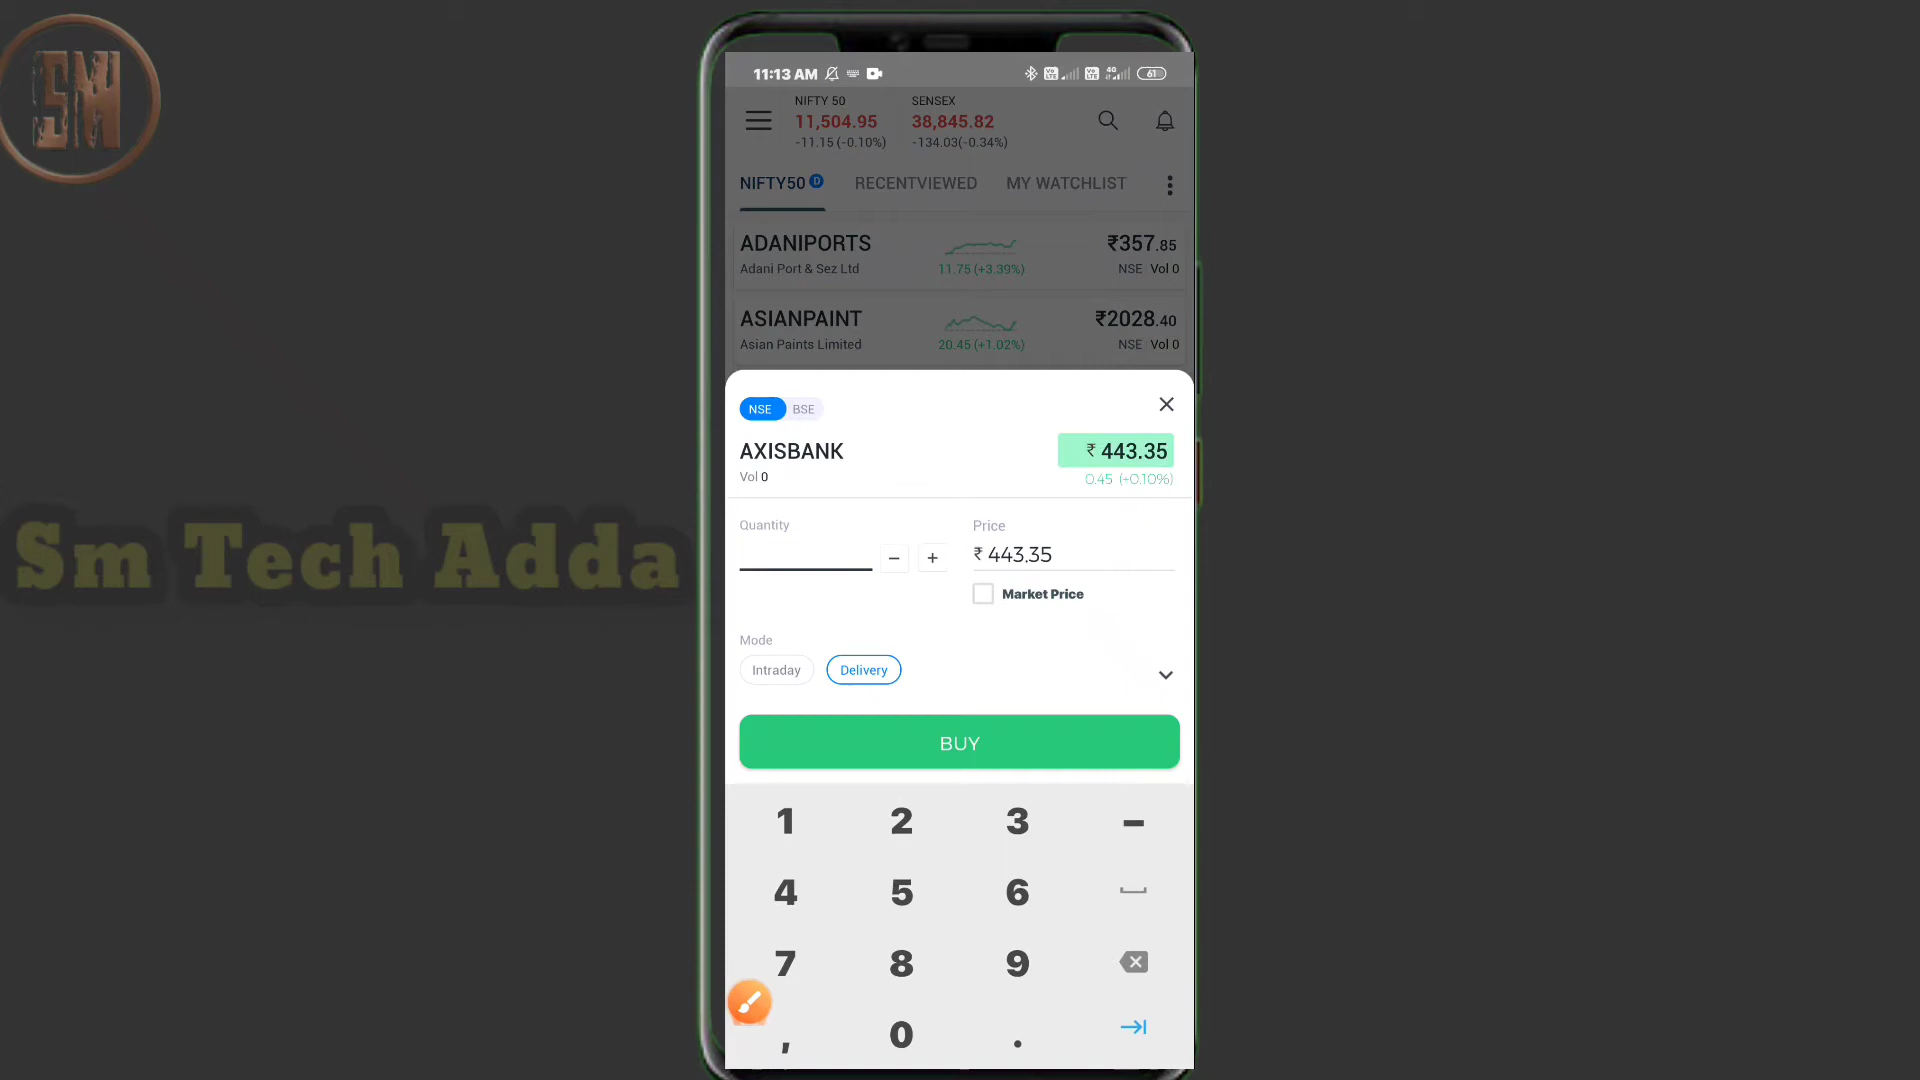 SM
11:13 AM
61
NIFTY 50
SENSEX
11,504.95
38,845.82
-11.15 (-0.10%)
-134.03(-0.34%)
NIFTY50 D
RECENTVIEWED
MY WATCHLIST
ADANIPORTS
₹357.85
Adani Port & Sez Ltd
11.75 (+3.39%)
NSE Vol 0
ASIANPAINT
₹2028.40
Asian Paints Limited
20.45 (+1.02%)
NSE Vol 0
NSE BSE
AXISBANK
₹ 443.35
Vol 0
0.45 (+0.10%)
Quantity
Price
− +
₹ 443.35
Market Price
Sm Tech Adda
Mode
Intraday
Delivery
BUY
1 2 3 –
4 5 6
7 8 9
, 0 .